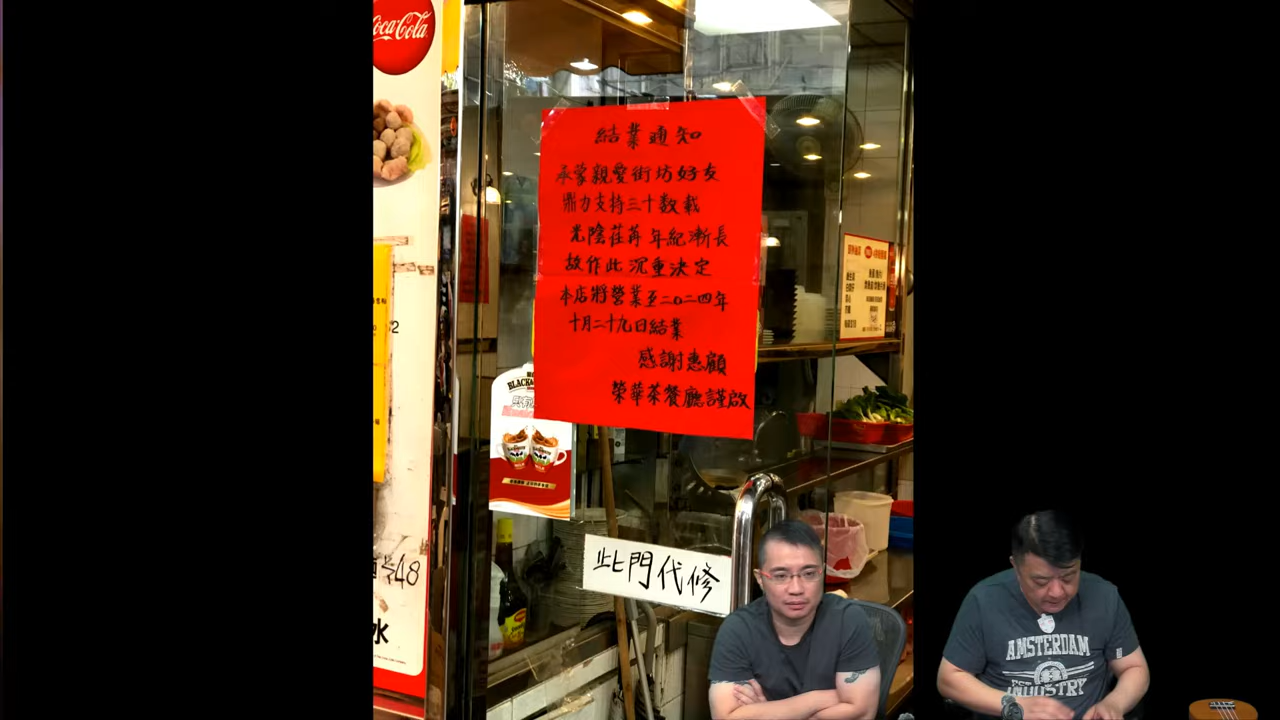 Coca-Cola
結業通知
承蒙親愛街坊好友
鼎力支持三十数載
光陰荏苒年紀漸長
故作此沉重決定
本店將營業至二〇二四年
十月二十九日結業
感謝惠顧
榮華茶餐廳謹啟
BLACK
此門代修
48
水
AMSTERDAM
INDUSTRY